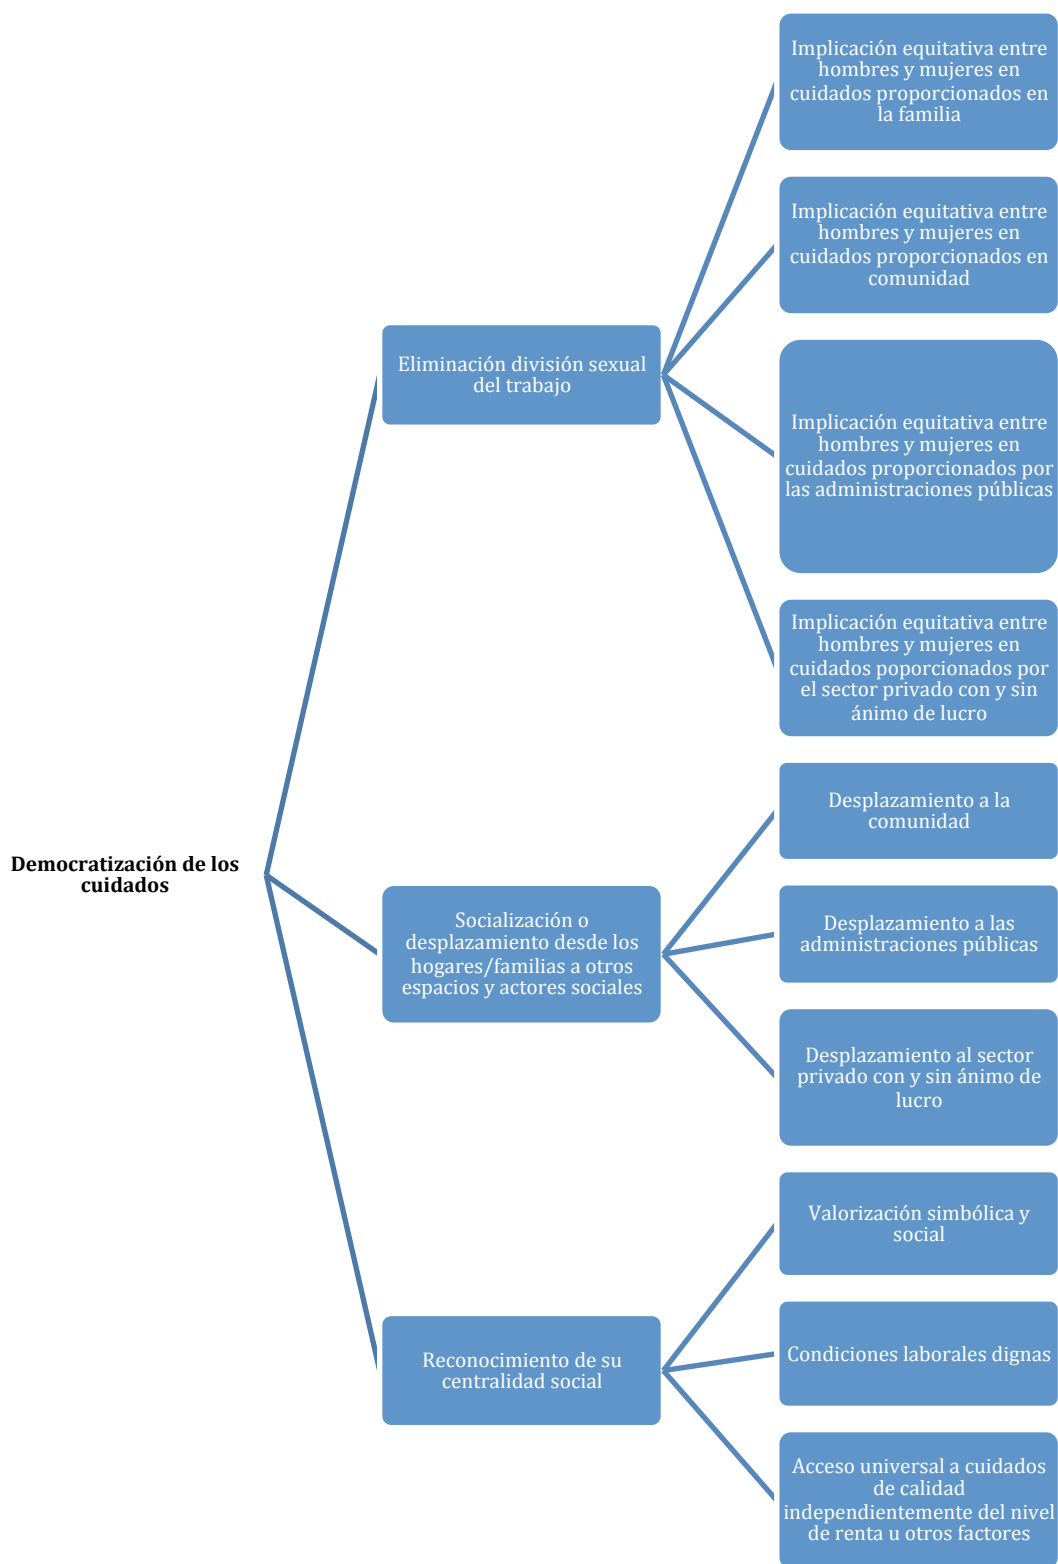 Democratización de los
cuidados
Eliminación división sexual
del trabajo
Implicación equitativa entre
hombres y mujeres en
cuidados proporcionados en
la familia
Implicación equitativa entre
hombres y mujeres en
cuidados proporcionados en
comunidad
Implicación equitativa entre
hombres y mujeres en
cuidados proporcionados por
las administraciones públicas
Implicación equitativa entre
hombres y mujeres en
cuidados poporcionados por
el sector privado con y sin
ánimo de lucro
Socialización o
desplazamiento desde los
hogares/familias a otros
espacios y actores sociales
Desplazamiento a la
comunidad
Desplazamiento a las
administraciones públicas
Desplazamiento al sector
privado con y sin ánimo de
lucro
Reconocimiento de su
centralidad social
Valorización simbólica y
social
Condiciones laborales dignas
Acceso universal a cuidados
de calidad
independientemente del nivel
de renta u otros factores